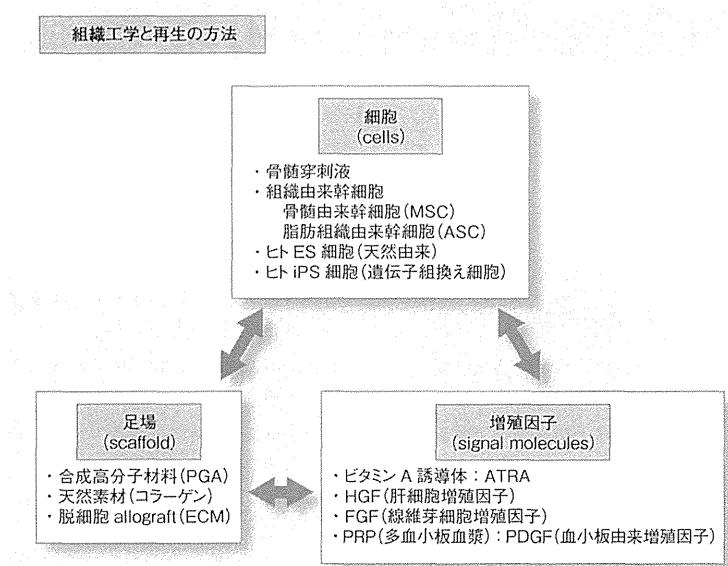 組織工学と再生の方法
細胞
(cells)
・骨髄穿刺液
・組織由来幹細胞
骨髄由来幹細胞(MSC)
脂肪組織由来幹細胞(ASC)
・ヒト ES 細胞(天然由来)
・ヒト iPS 細胞(遺伝子組換え細胞)
足場
(scaffold)
・合成高分子材料(PGA)
・天然素材(コラーゲン)
・脱細胞 allograft(ECM)
増殖因子
(signal molecules)
・ビタミン A 誘導体：ATRA
・HGF(肝細胞増殖因子)
・FGF(線維芽細胞増殖因子)
・PRP(多血小板血漿)：PDGF(血小板由来増殖因子)